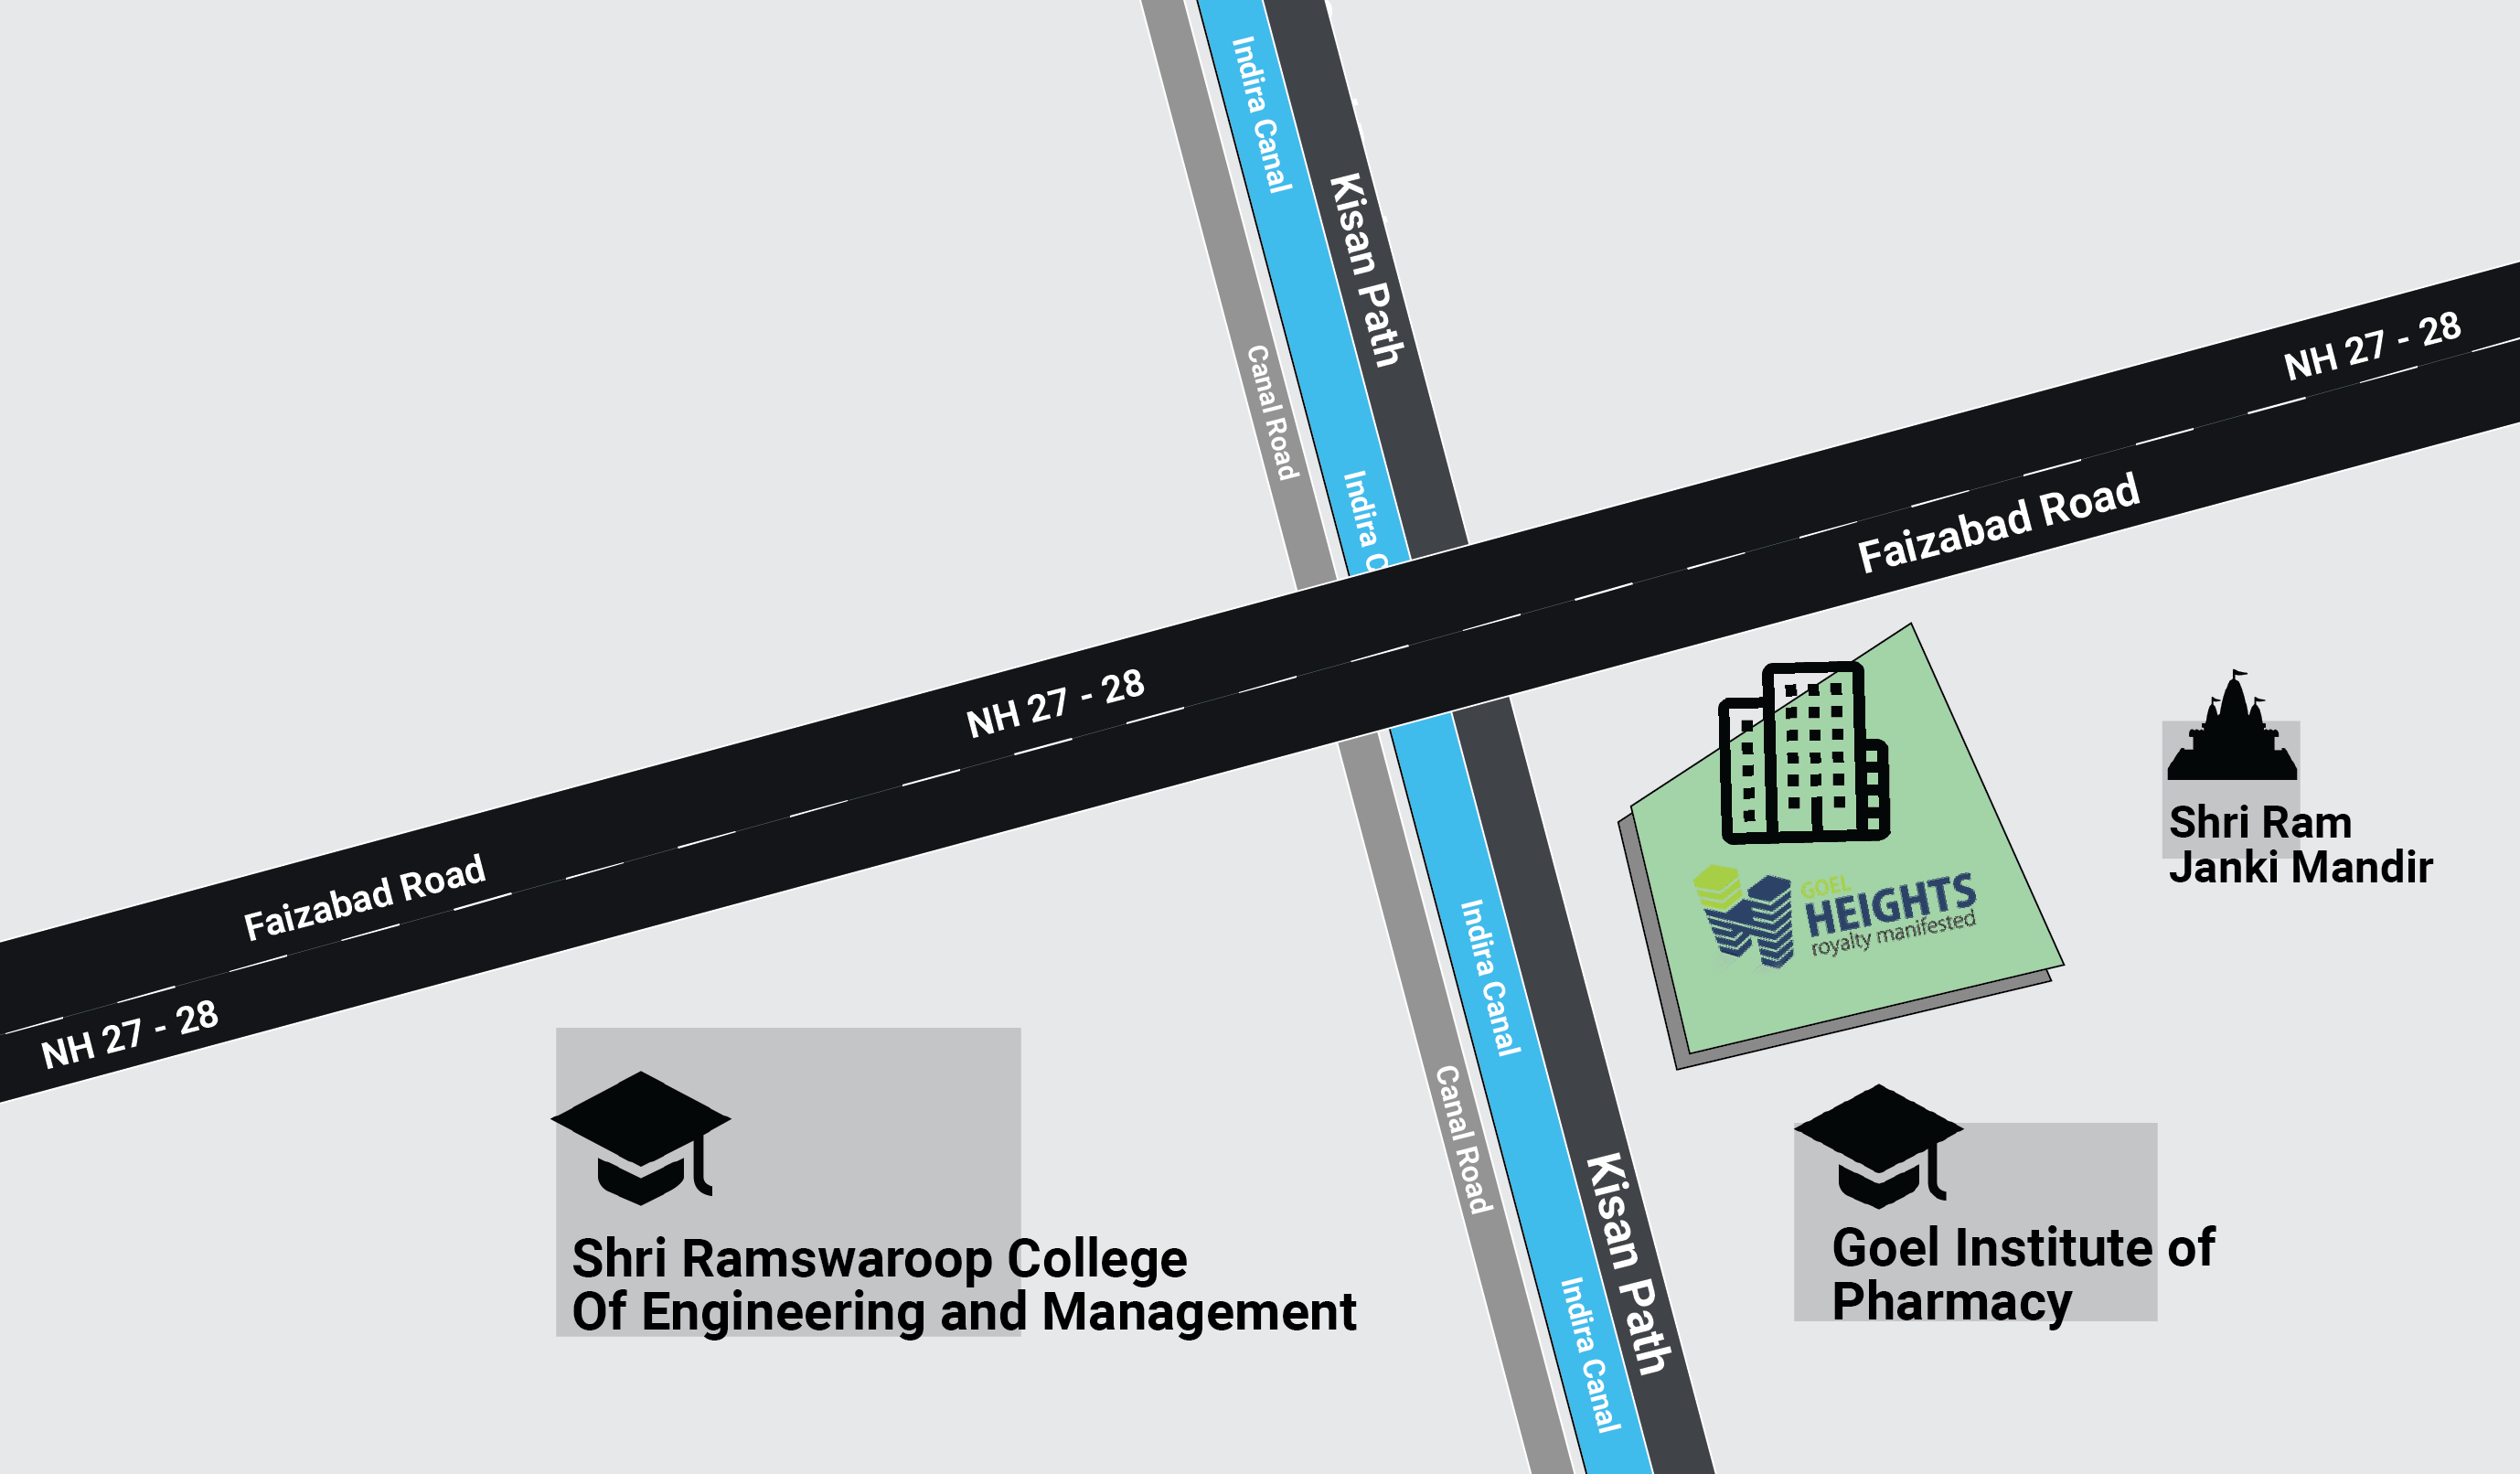 Indira Canal
Kisan Path
Canal Road
Indira C
NH 27 - 28
Faizabad Road
NH 27 - 28
Faizabad Road
NH 27 - 28
Shri Ram
Janki Mandir
GOEL
HEIGHTS
royalty manifested
Indira Canal
Canal Road
Kisan Path
Indira Canal
Shri Ramswaroop College
Of Engineering and Management
Goel Institute of
Pharmacy